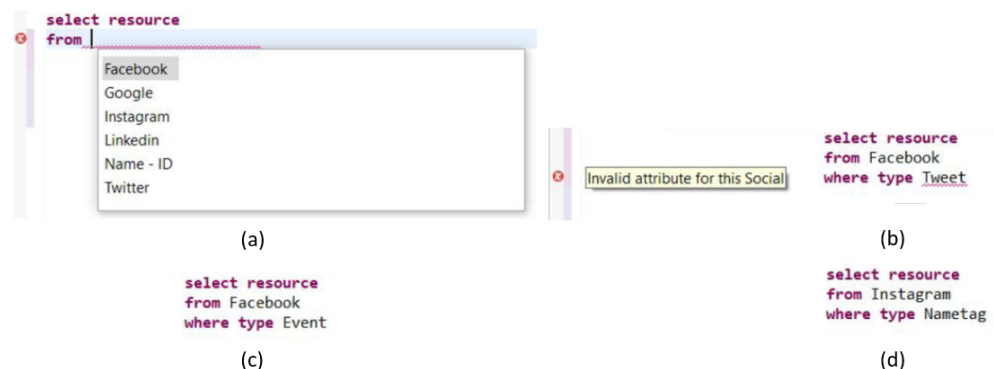 select resource
from
Facebook
Google
Instagram
Linkedin
Name - ID
Twitter
(a)
Invalid attribute for this Social
select resource
from Facebook
where type Tweet
(b)
select resource
from Facebook
where type Event
(c)
select resource
from Instagram
where type Nametag
(d)